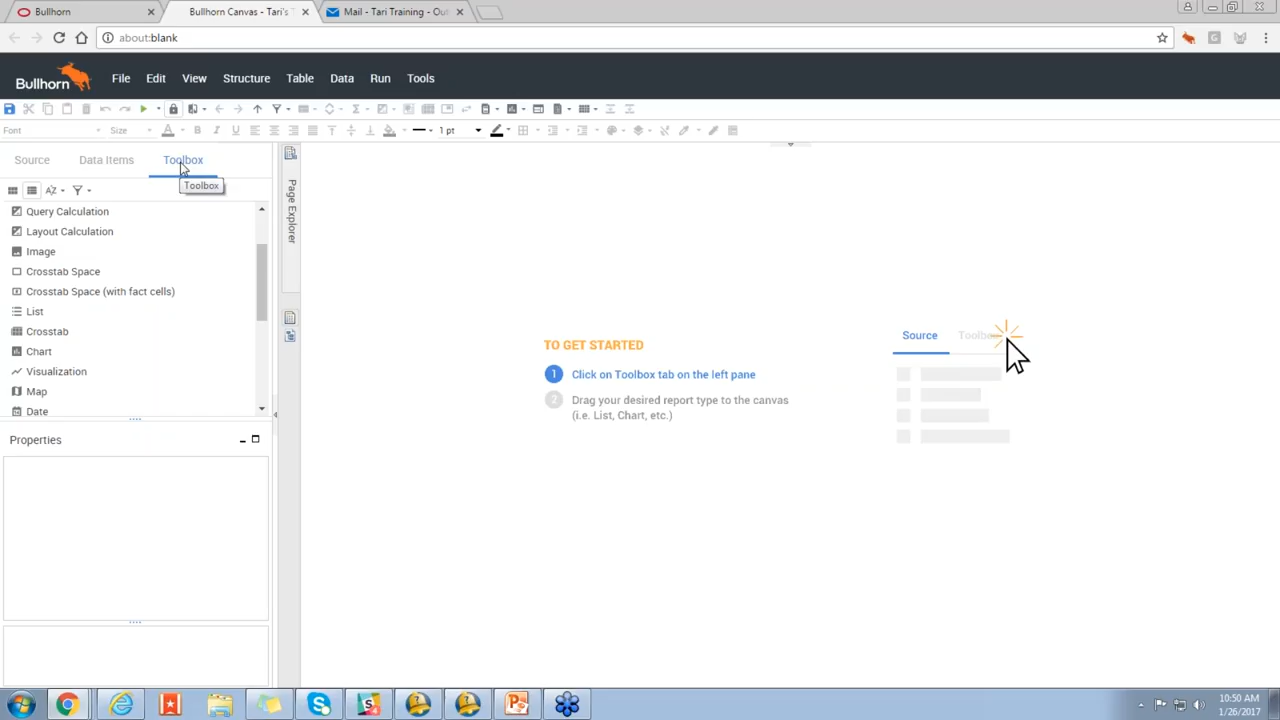 Bullhorn
Bullhorn Canvas - Tari's T
Mail - Tari Training - Out
about:blank
Bullhorn
File
Edit
View
Structure
Table
Data
Run
Tools
Font
Size
1 pt
Source
Data Items
Toolbox
Toolbox
Query Calculation
Layout Calculation
Image
Crosstab Space
Crosstab Space (with fact cells)
List
Crosstab
Chart
Visualization
Map
Date
Properties
Page Explorer
TO GET STARTED
1 Click on Toolbox tab on the left pane
2 Drag your desired report type to the canvas
(i.e. List, Chart, etc.)
Source
Toolbo
10:50 AM
1/26/2017